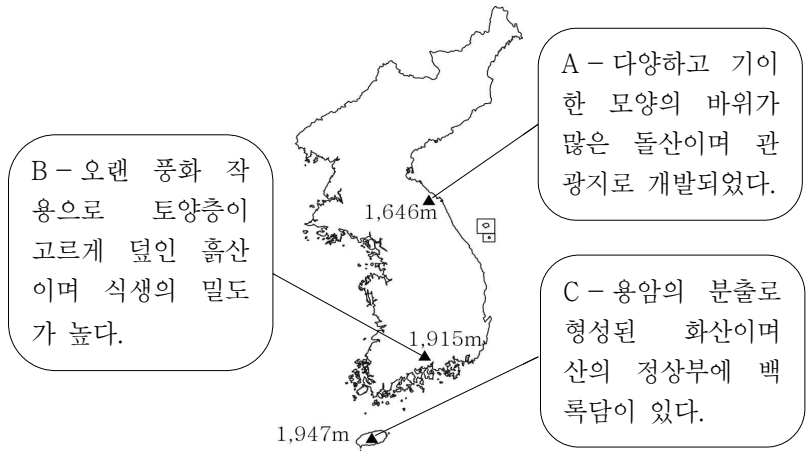 A - 다양하고 기이
한 모양의 바위가
많은 돌산이며 관
광지로 개발되었다.
1,646m
B - 오랜 풍화 작
용으로 토양층이
고르게 덮인 흙산
이며 식생의 밀도
가 높다.
1,915m
C - 용암의 분출로
형성된 화산이며
산의 정상부에 백
록담이 있다.
1,947m